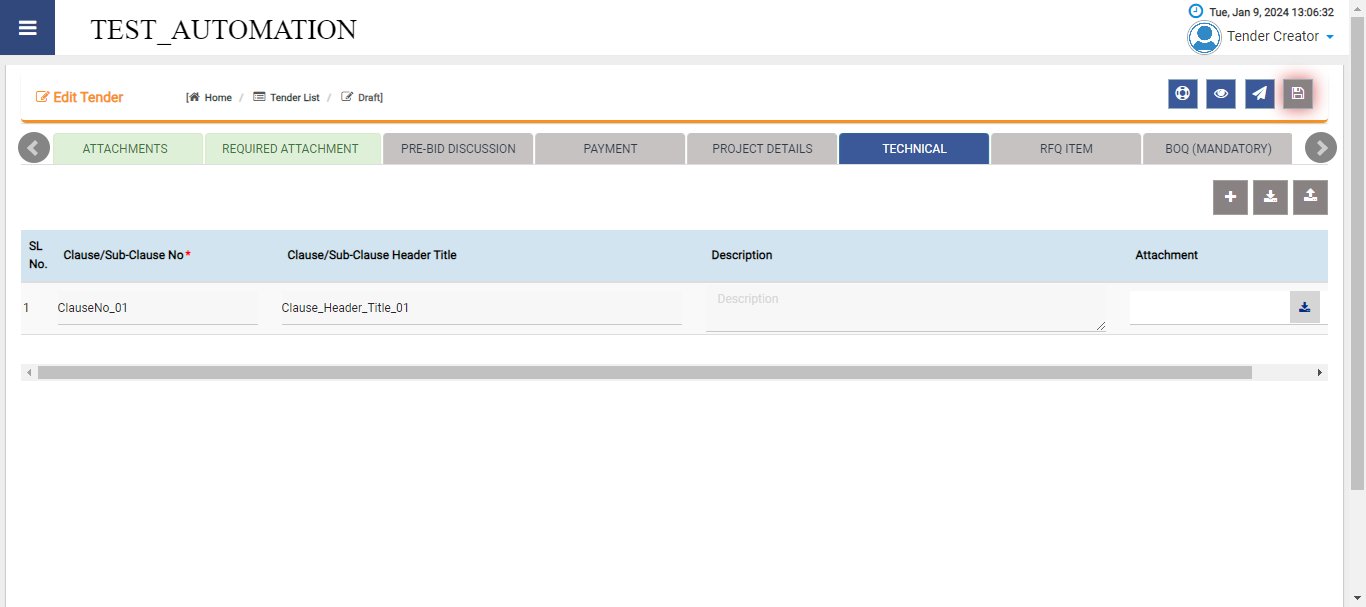 TEST_AUTOMATION
Tue, Jan 9, 2024 13:06:32
Tender Creator
Edit Tender
[Home / Tender List / Draft]
ATTACHMENTS REQUIRED ATTACHMENT PRE-BID DISCUSSION PAYMENT PROJECT DETAILS TECHNICAL RFQ ITEM BOQ (MANDATORY)
SL No. Clause/Sub-Clause No* Clause/Sub-Clause Header Title Description Attachment
1 ClauseNo_01 Clause_Header_Title_01 Description